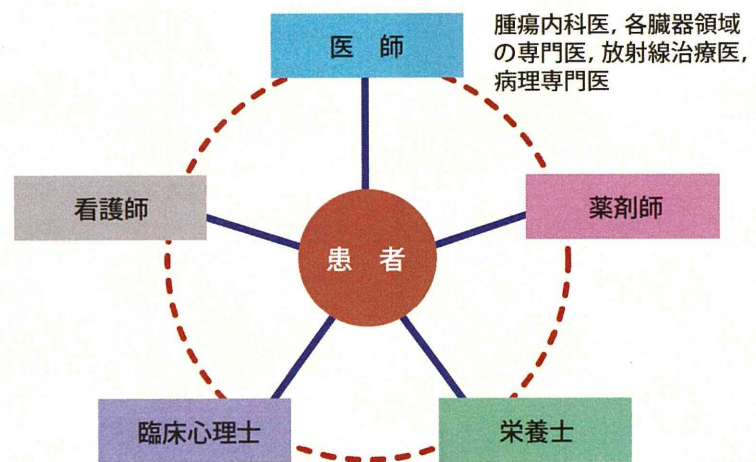 医　師
腫瘍内科医, 各臓器領域
の専門医, 放射線治療医,
病理専門医
看護師
薬剤師
患　者
臨床心理士
栄養士